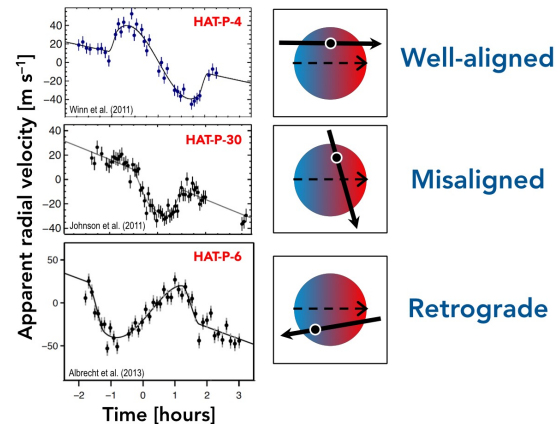 HAT-P-4
40
20
0
−20
−40
Winn et al. (2011)
Well-aligned
HAT-P-30
40
20
0
−20
−40
Johnson et al. (2011)
Misaligned
HAT-P-6
50
0
−50
Albrecht et al. (2013)
Retrograde
−2 −1 0 1 2 3
Time [hours]
Apparent radial velocity [m s⁻¹]